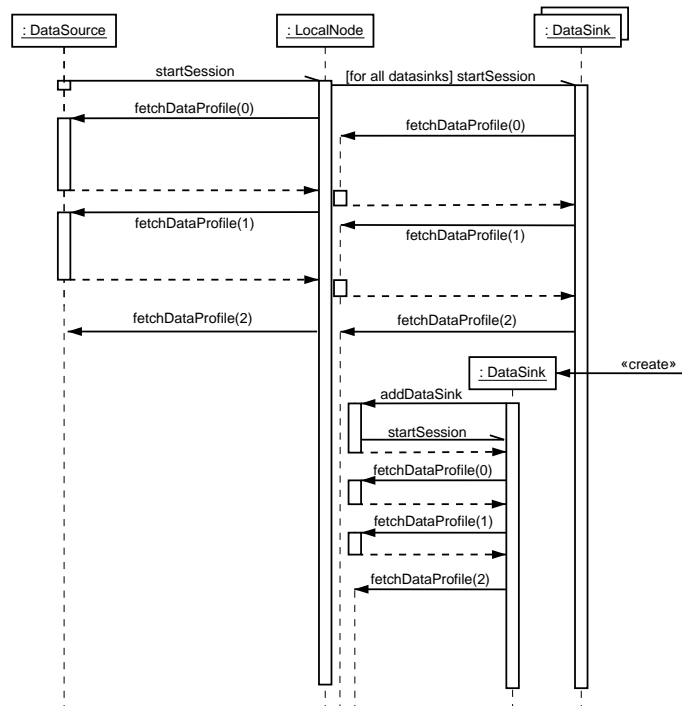 : DataSource
: LocalNode
: DataSink
startSession
[for all datasinks] startSession
fetchDataProfile(0)
fetchDataProfile(0)
fetchDataProfile(1)
fetchDataProfile(1)
fetchDataProfile(2)
fetchDataProfile(2)
«create»
: DataSink
addDataSink
startSession
fetchDataProfile(0)
fetchDataProfile(1)
fetchDataProfile(2)